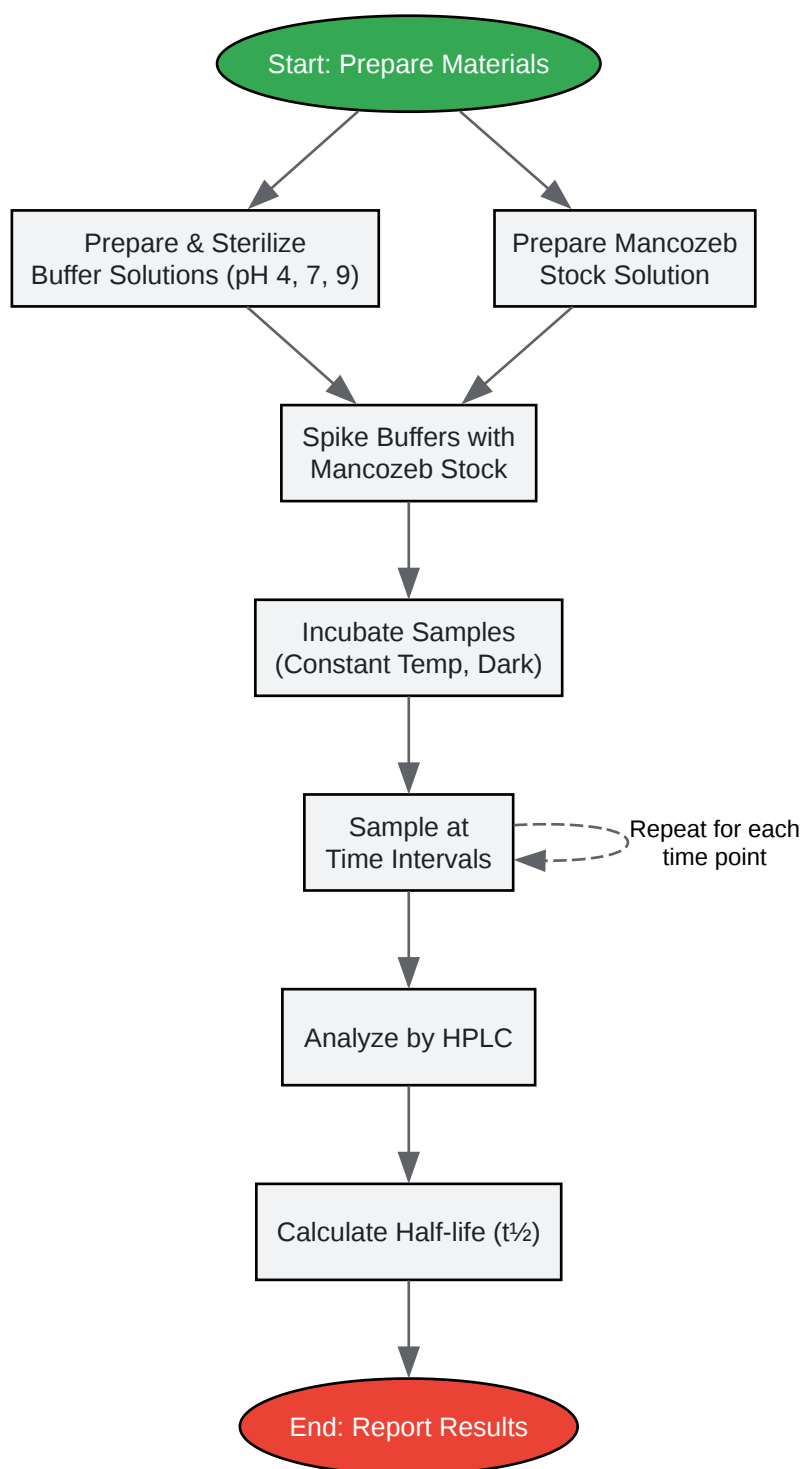 Start: Prepare Materials
Prepare & Sterilize
Buffer Solutions (pH 4, 7, 9)
Prepare Mancozeb
Stock Solution
Spike Buffers with
Mancozeb Stock
Incubate Samples
(Constant Temp, Dark)
Sample at
Time Intervals
Repeat for each
time point
Analyze by HPLC
Calculate Half-life (t½)
End: Report Results